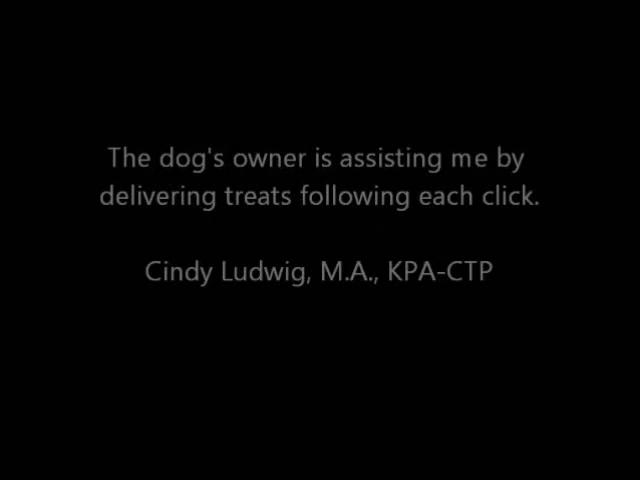 The dog's owner is assisting me by
delivering treats following each click.
Cindy Ludwig, M.A., KPA-CTP